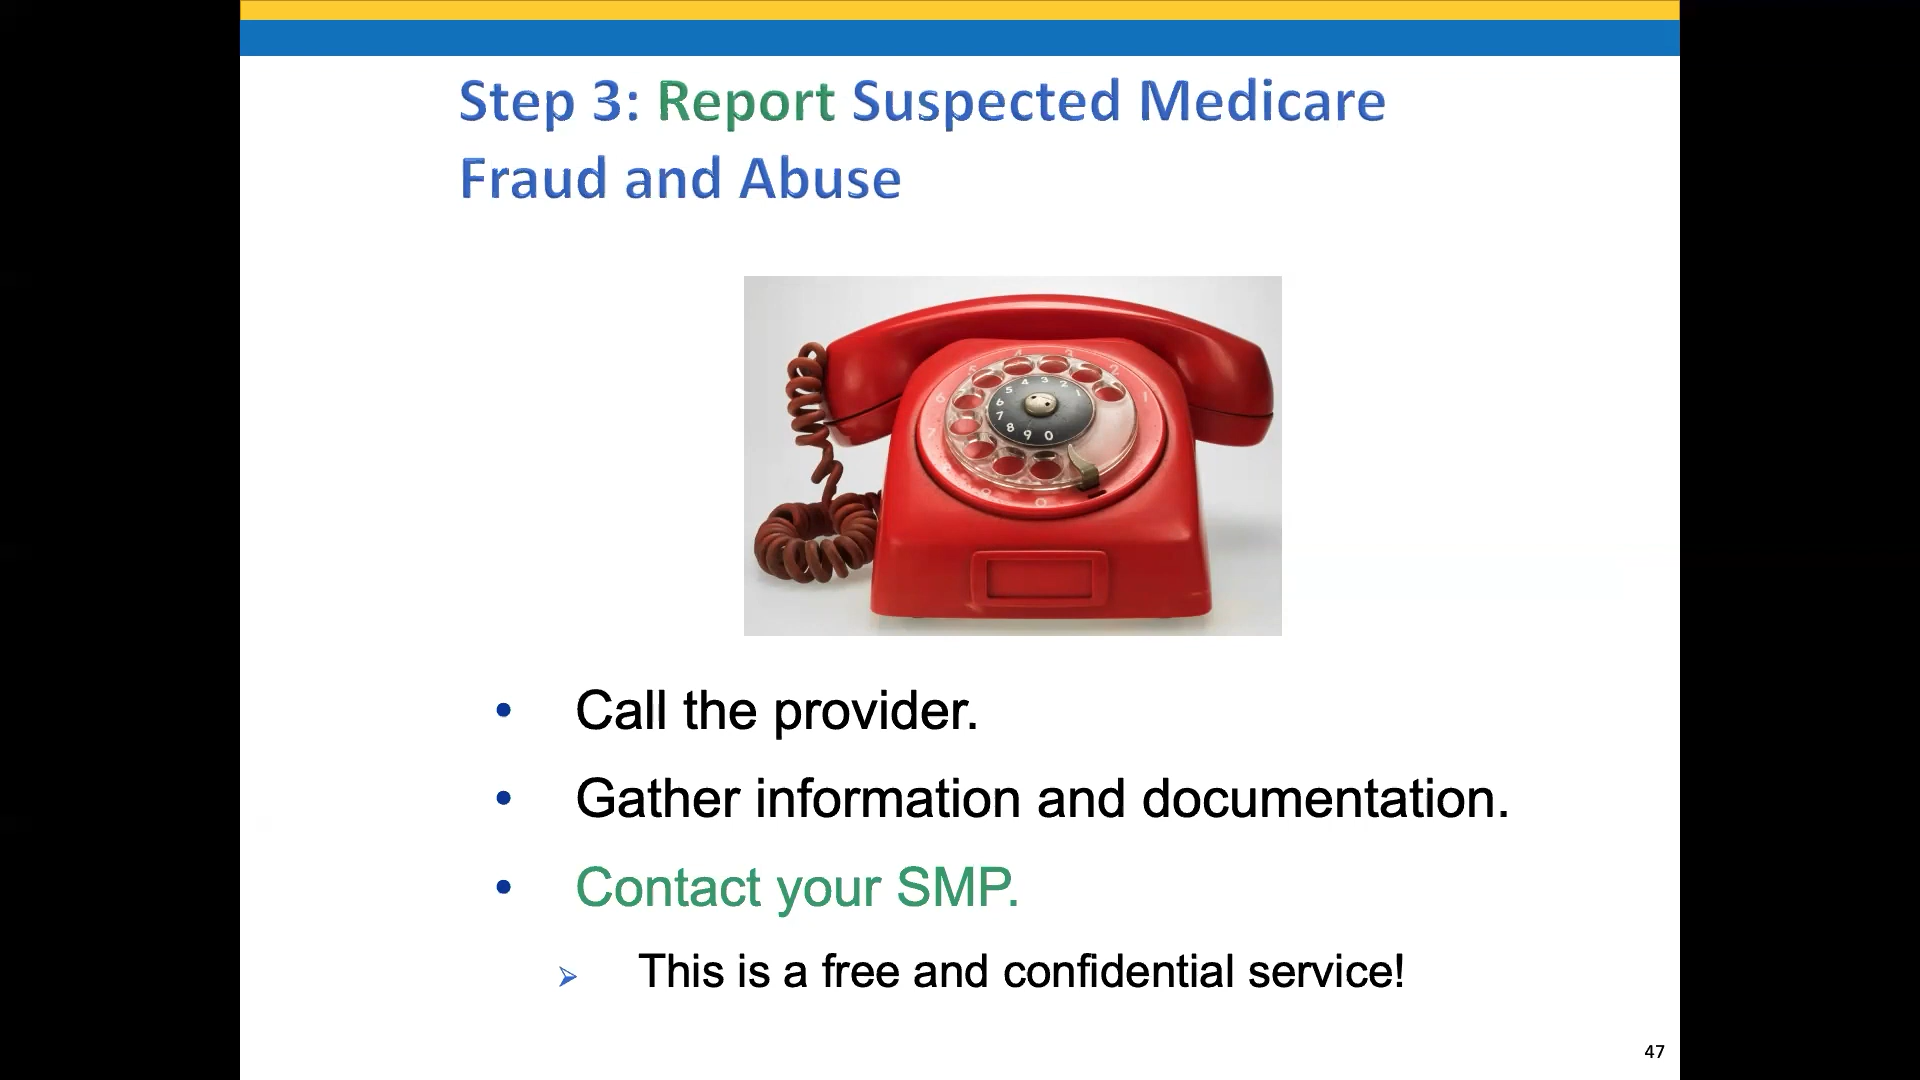 Step 3: Report Suspected Medicare
Fraud and Abuse
• Call the provider.
• Gather information and documentation.
• Contact your SMP.
➢ This is a free and confidential service!
47